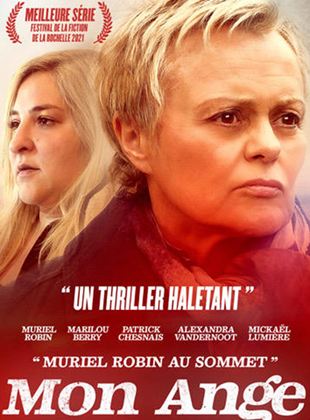 MEILLEURE SÉRIE
FESTIVAL DE LA FICTION
DE LA ROCHELLE 2021
“ UN THRILLER HALETANT ”
MURIEL ROBIN
MARILOU BERRY
PATRICK CHESNAIS
ALEXANDRA VANDERNOOT
MICKAËL LUMIÈRE
“ MURIEL ROBIN AU SOMMET ”
Mon Ange